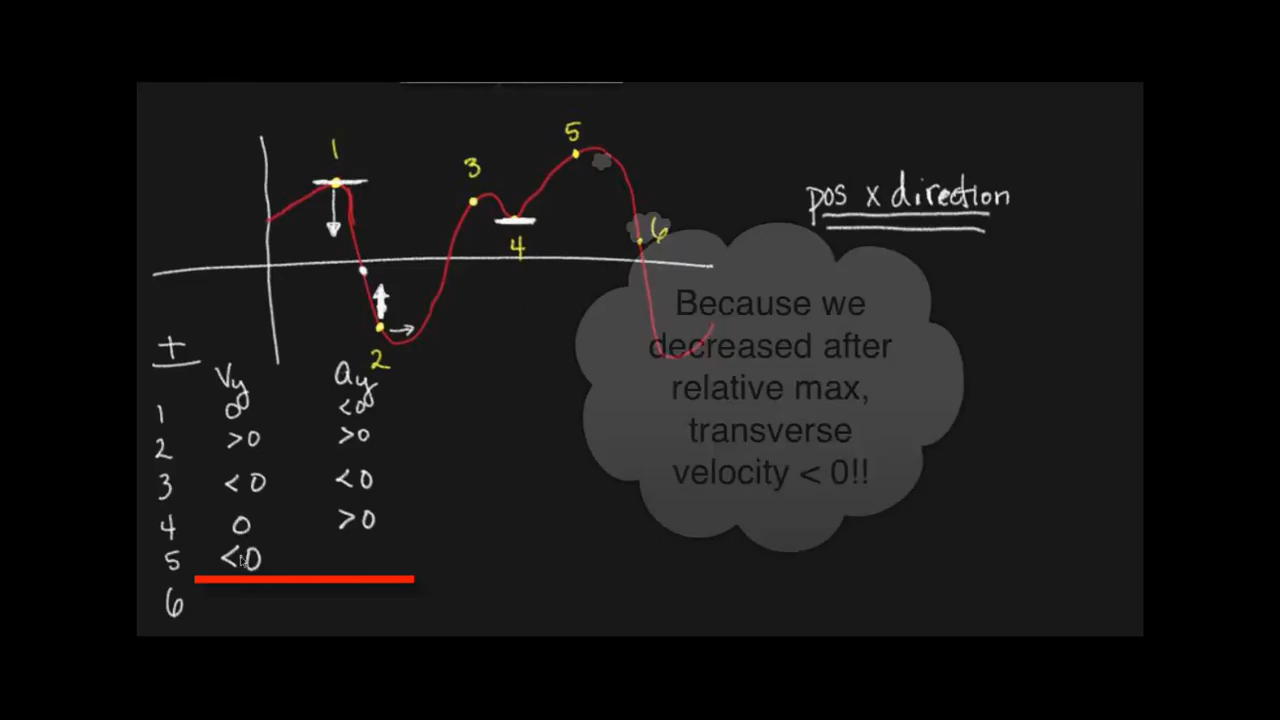 1
3
5
pos x direction
6
4
Because we
decreased after
relative max,
transverse
velocity < 0!!
2
+
Vy ay
1 0 <0
2 >0 >0
3 <0 <0
4 0 >0
5 <0
6